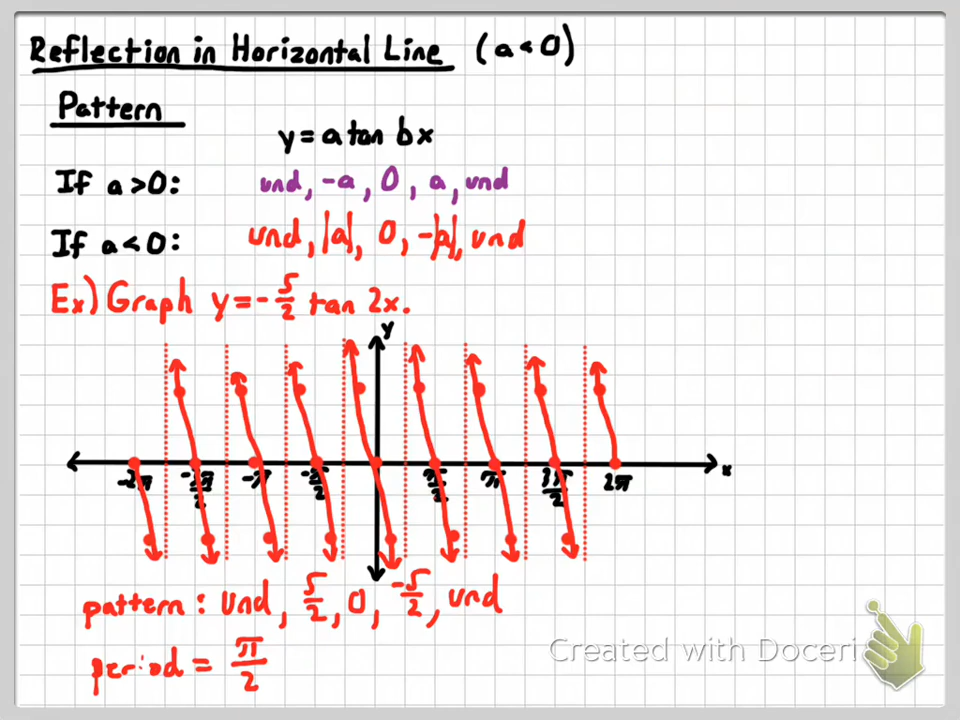 Reflection in Horizontal Line (a<0)
Pattern
y = a tan bx
If a >0: und, -a, 0, a, und
If a<0: und, |a|, 0, -|a|, und
Ex) Graph y = -5/2 tan 2x.
y
x
-2π -3π/2 -π -π/2 π/2 π 3π/2 2π
pattern: und, 5/2, 0, -5/2, und
period = π/2
Created with Doceri